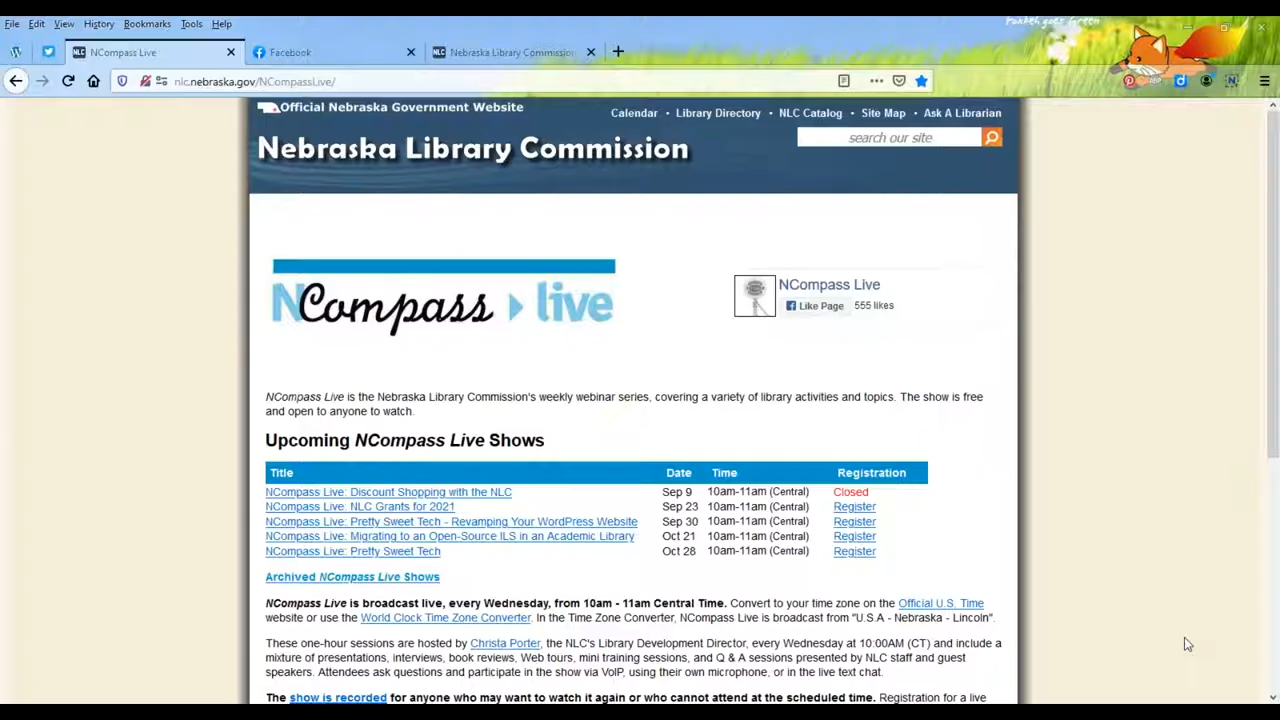 File Edit View History Bookmarks Tools Help
NCompass Live
Facebook
Nebraska Library Commission
nlc.nebraska.gov/NCompassLive/
Official Nebraska Government Website
Calendar • Library Directory • NLC Catalog • Site Map • Ask A Librarian
Nebraska Library Commission
search our site
NCompass live
NCompass Live
Like Page 555 likes
NCompass Live is the Nebraska Library Commission's weekly webinar series, covering a variety of library activities and topics. The show is free
and open to anyone to watch.
Upcoming NCompass Live Shows
Title Date Time Registration
NCompass Live: Discount Shopping with the NLC Sep 9 10am-11am (Central) Closed
NCompass Live: NLC Grants for 2021 Sep 23 10am-11am (Central) Register
NCompass Live: Pretty Sweet Tech - Revamping Your WordPress Website Sep 30 10am-11am (Central) Register
NCompass Live: Migrating to an Open-Source ILS in an Academic Library Oct 21 10am-11am (Central) Register
NCompass Live: Pretty Sweet Tech Oct 28 10am-11am (Central) Register
Archived NCompass Live Shows
NCompass Live is broadcast live, every Wednesday, from 10am - 11am Central Time. Convert to your time zone on the Official U.S. Time
website or use the World Clock Time Zone Converter. In the Time Zone Converter, NCompass Live is broadcast from "U.S.A - Nebraska - Lincoln".
These one-hour sessions are hosted by Christa Porter, the NLC's Library Development Director, every Wednesday at 10:00AM (CT) and include a
mixture of presentations, interviews, book reviews, Web tours, mini training sessions, and Q & A sessions presented by NLC staff and guest
speakers. Attendees ask questions and participate in the show via VoIP, using their own microphone, or in the live text chat.
The show is recorded for anyone who may want to watch it again or who cannot attend at the scheduled time. Registration for a live